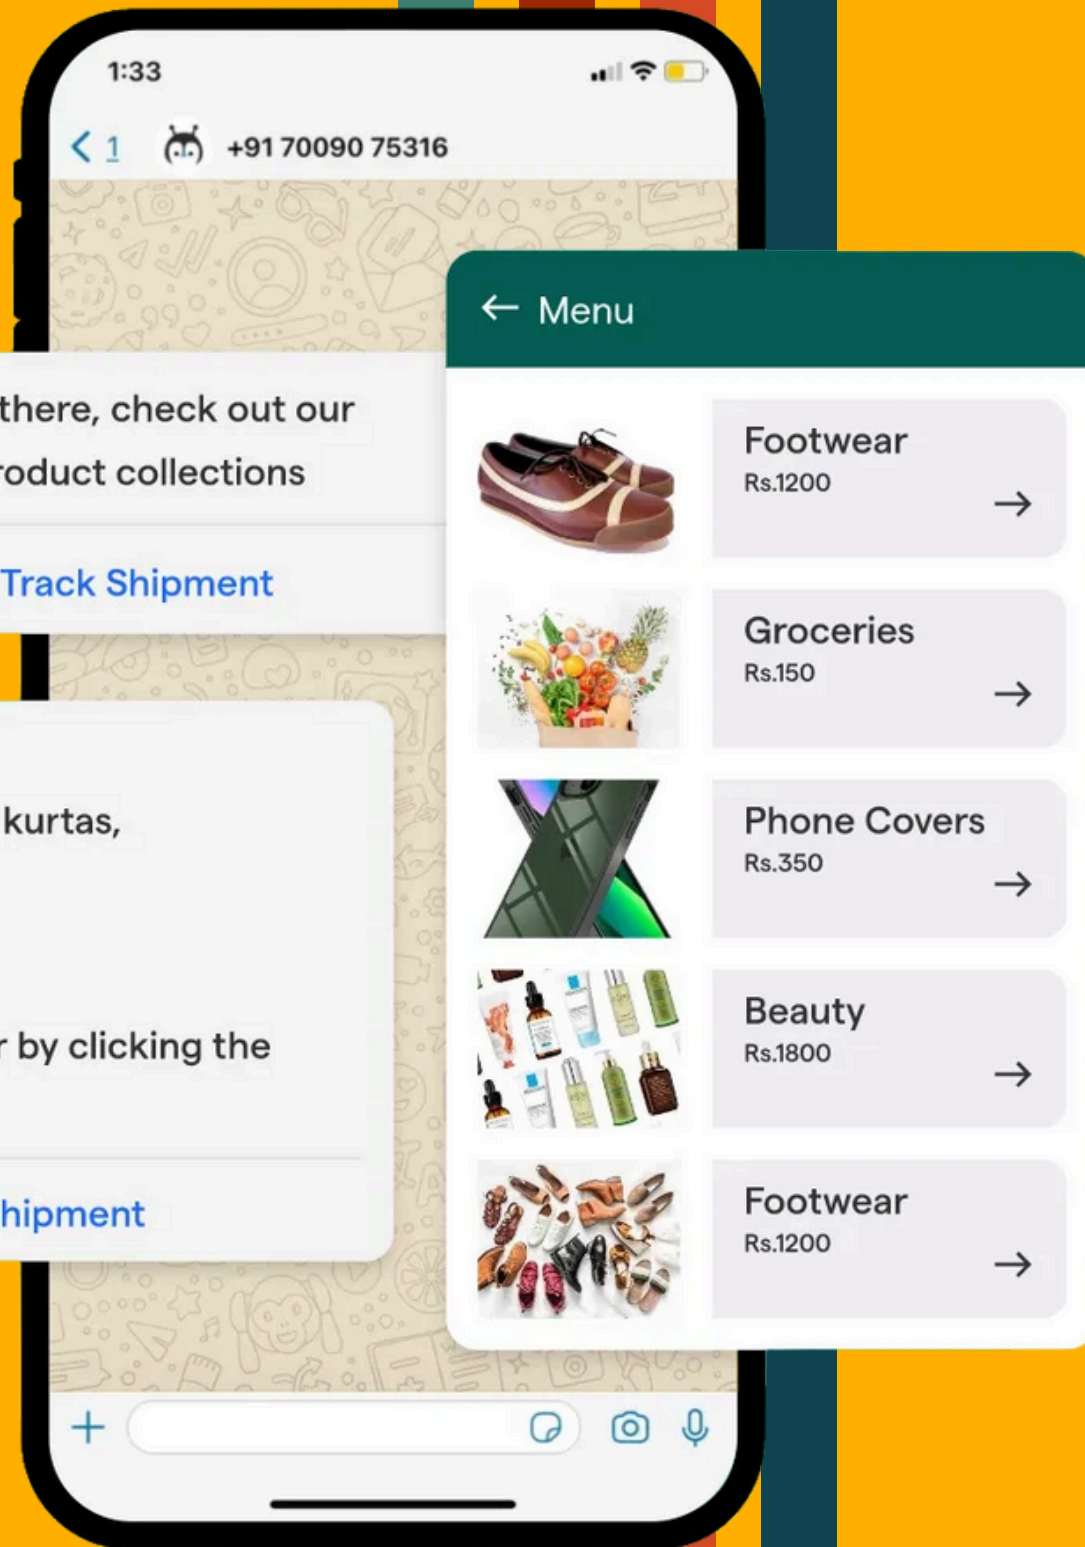 1:33
1
+91 70090 75316
there, check out our
roduct collections
Track Shipment
kurtas,
r by clicking the
hipment
Menu
Footwear
Rs.1200
Groceries
Rs.150
Phone Covers
Rs.350
Beauty
Rs.1800
Footwear
Rs.1200